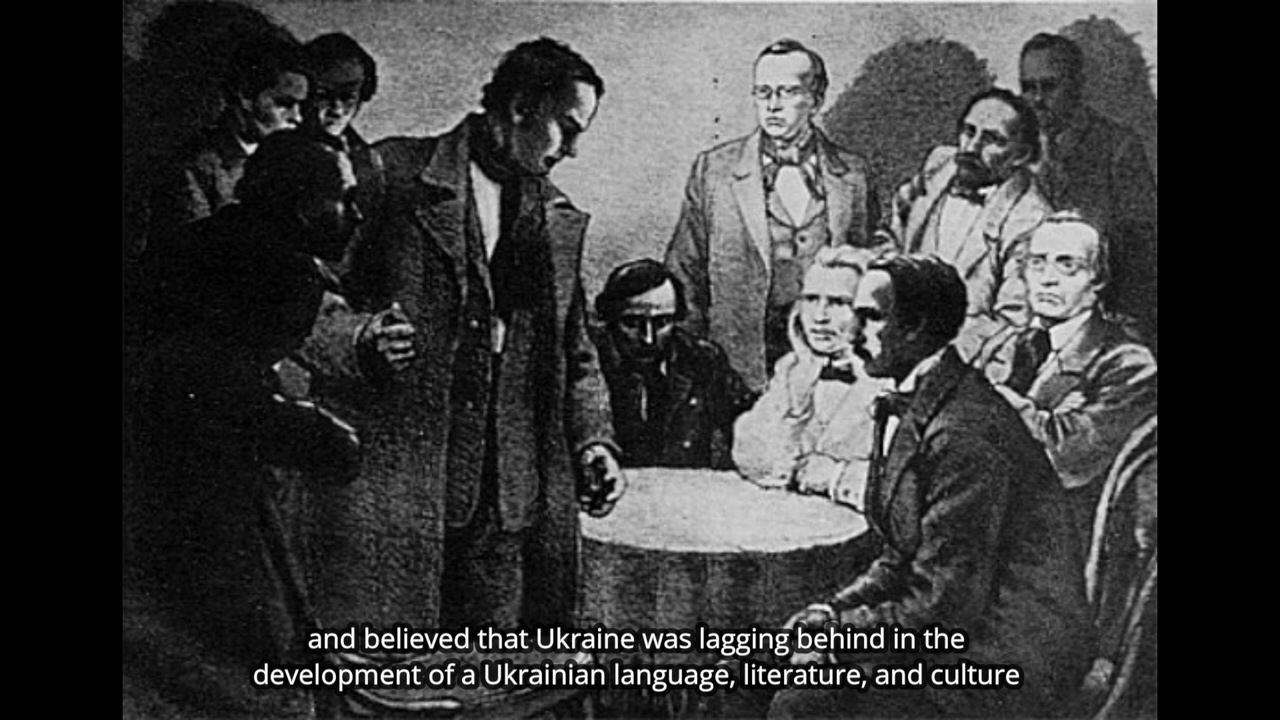 and believed that Ukraine was lagging behind in the
development of a Ukrainian language, literature, and culture